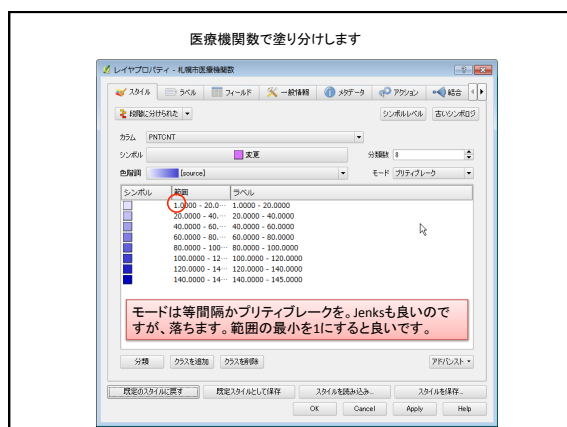 医療機関数で塗り分けします
レイヤプロパティ - 札幌市医療機関数
スタイル ラベル フィールド 一般情報 メタデータ アクション 結合
段階に分けられた シンボルレベル 古いシンボロジ
カラム PNTCNT
シンボル 変更 分類数 8
色階調 [source] モード プリティブレーク
シンボル 範囲 ラベル
1.0000 - 20.0… 1.0000 - 20.0000
20.0000 - 40.… 20.0000 - 40.0000
40.0000 - 60.… 40.0000 - 60.0000
60.0000 - 80.… 60.0000 - 80.0000
80.0000 - 100… 80.0000 - 100.0000
100.0000 - 12… 100.0000 - 120.0000
120.0000 - 14… 120.0000 - 140.0000
140.0000 - 14… 140.0000 - 145.0000
モードは等間隔かプリティブレークを。Jenksも良いので
すが、落ちます。範囲の最小を1にすると良いです。
分類 クラスを追加 クラスを削除 アドバンスト
既定のスタイルに戻す 既定スタイルとして保存 スタイルを読み込み... スタイルを保存...
OK Cancel Apply Help